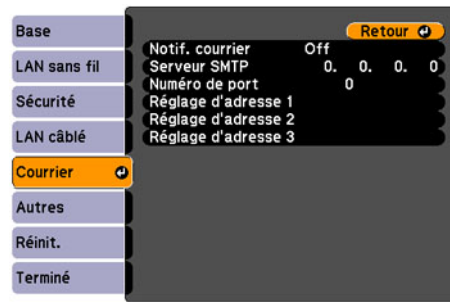 Base
LAN sans fil
Sécurité
LAN câblé
Courrier
Autres
Réinit.
Terminé
Retour
Notif. courrier Off
Serveur SMTP 0. 0. 0. 0
Numéro de port 0
Réglage d'adresse 1
Réglage d'adresse 2
Réglage d'adresse 3